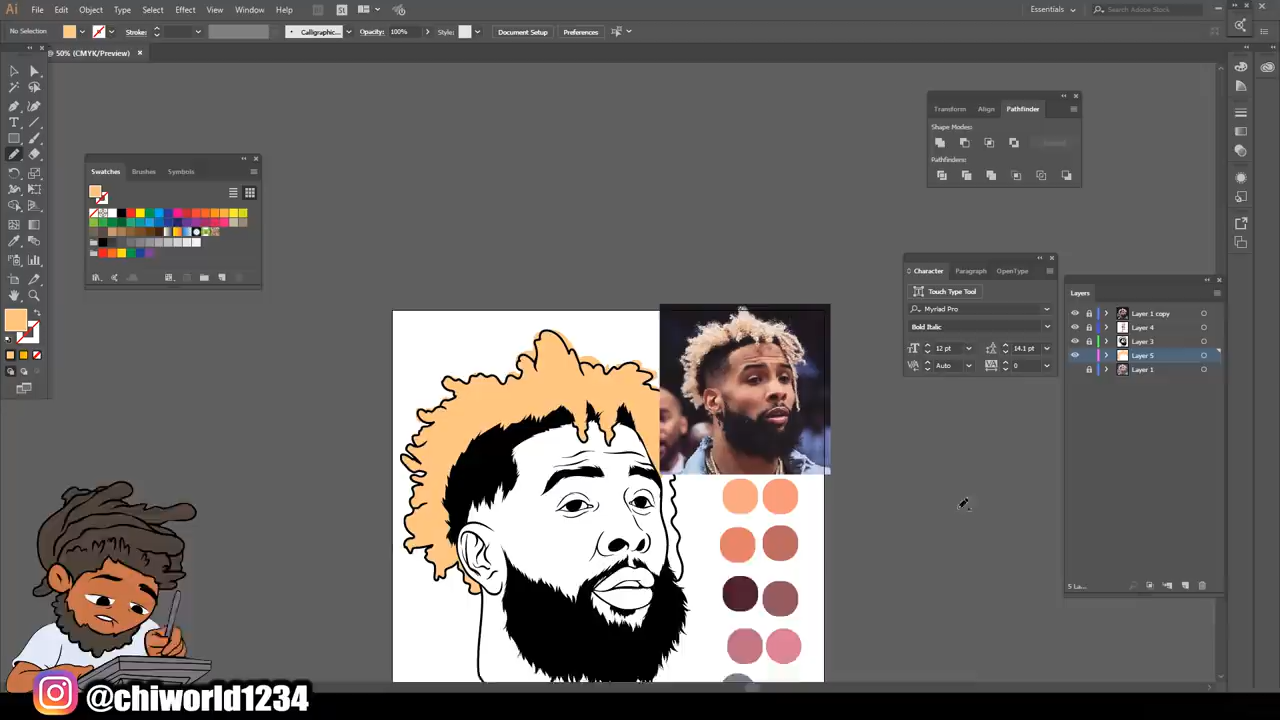 Ai File Edit Object Type Select Effect View Window Help St Essentials Search Adobe Stock
No Selection Stroke: Calligraphic... Opacity: 100% Style: Document Setup Preferences
@ 50% (CMYK/Preview) ×
Transform Align Pathfinder
Shape Modes:
Expand
Pathfinders:
Swatches Brushes Symbols
Character Paragraph OpenType
Touch Type Tool
Myriad Pro
Bold Italic
12 pt 14.1 pt
Auto 0
Layers
Layer 1 copy
Layer 4
Layer 3
Layer 5
Layer 1
5 La...
@chiworld1234